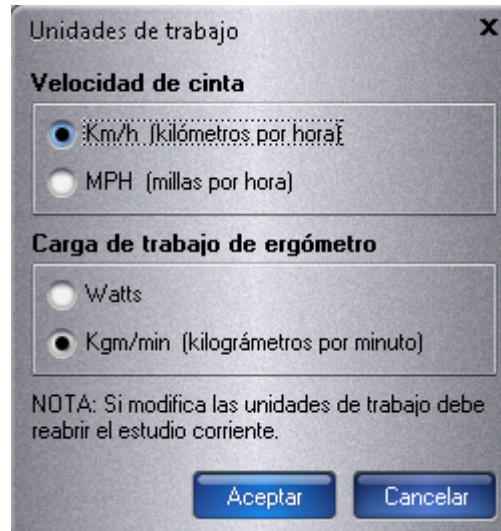 Unidades de trabajo X
Velocidad de cinta
Km/h (kilómetros por hora)
MPH (millas por hora)
Carga de trabajo de ergómetro
Watts
Kgm/min (kilográmetros por minuto)
NOTA: Si modifica las unidades de trabajo debe
reabrir el estudio corriente.
Aceptar Cancelar